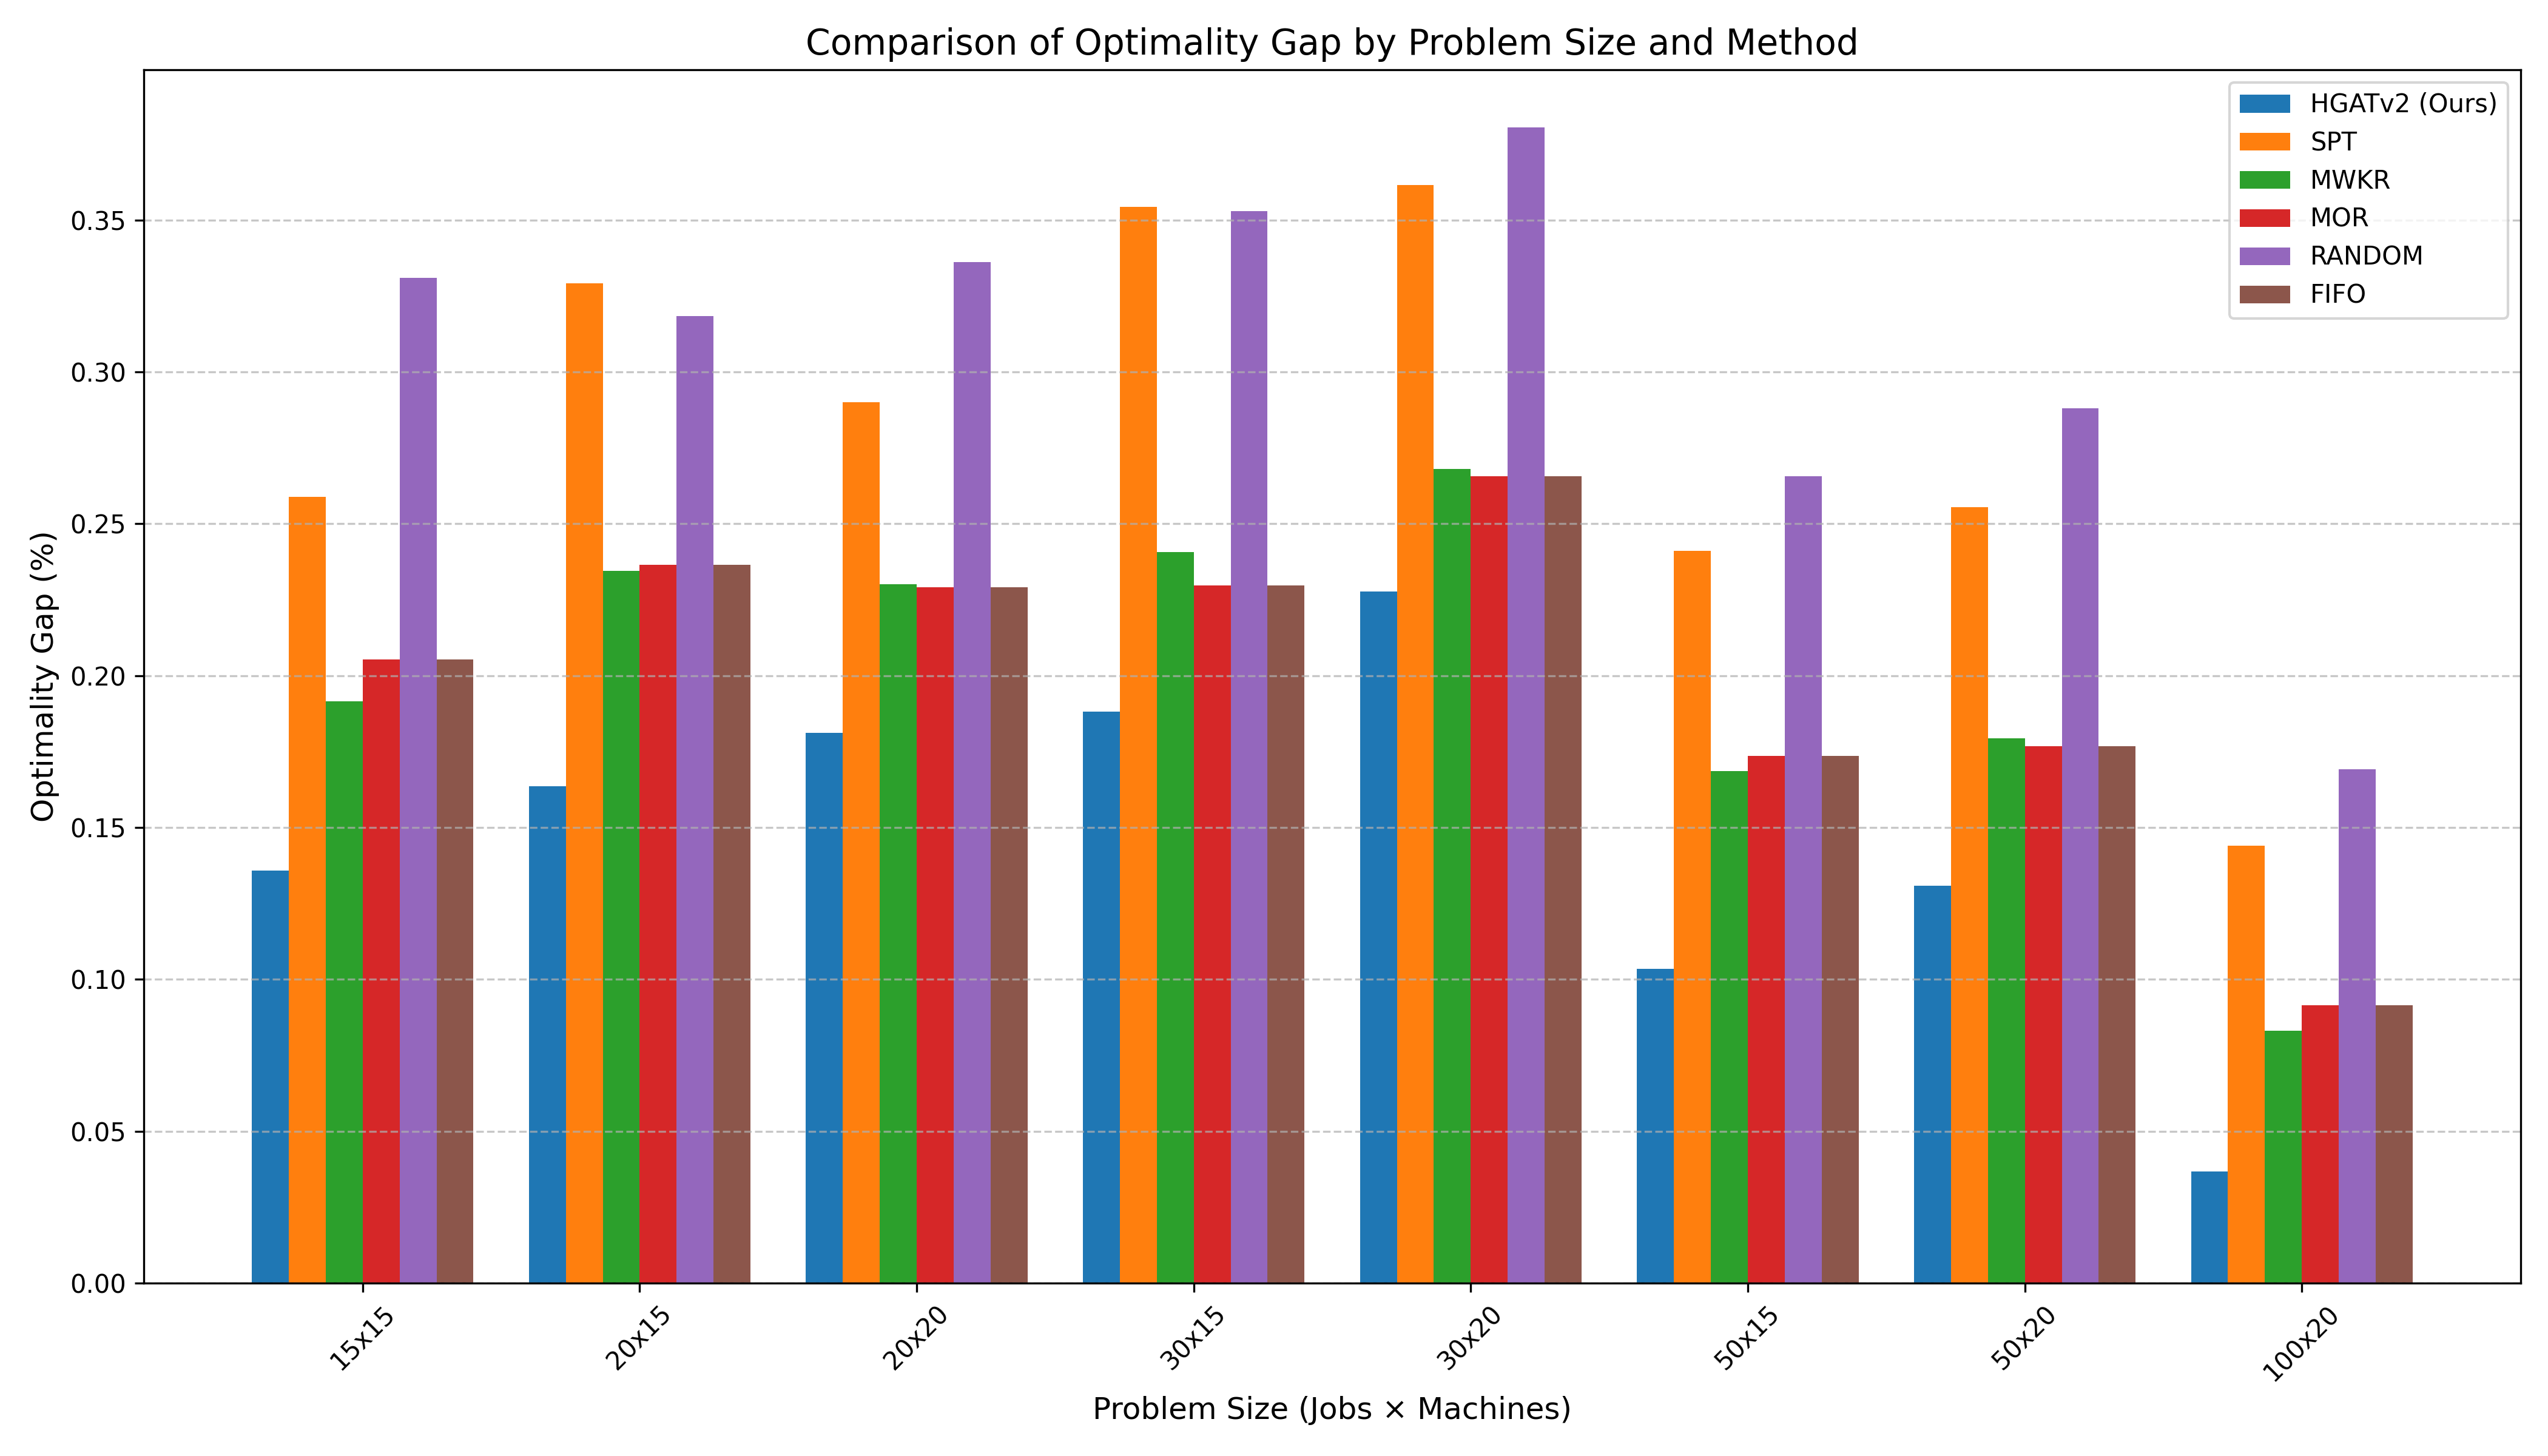 Comparison of Optimality Gap by Problem Size and Method
HGATv2 (Ours)
SPT
MWKR
MOR
RANDOM
FIFO
Optimality Gap (%)
0.35
0.30
0.25
0.20
0.15
0.10
0.05
0.00
15x15
20x15
20x20
30x15
30x20
50x15
50x20
100x20
Problem Size (Jobs × Machines)